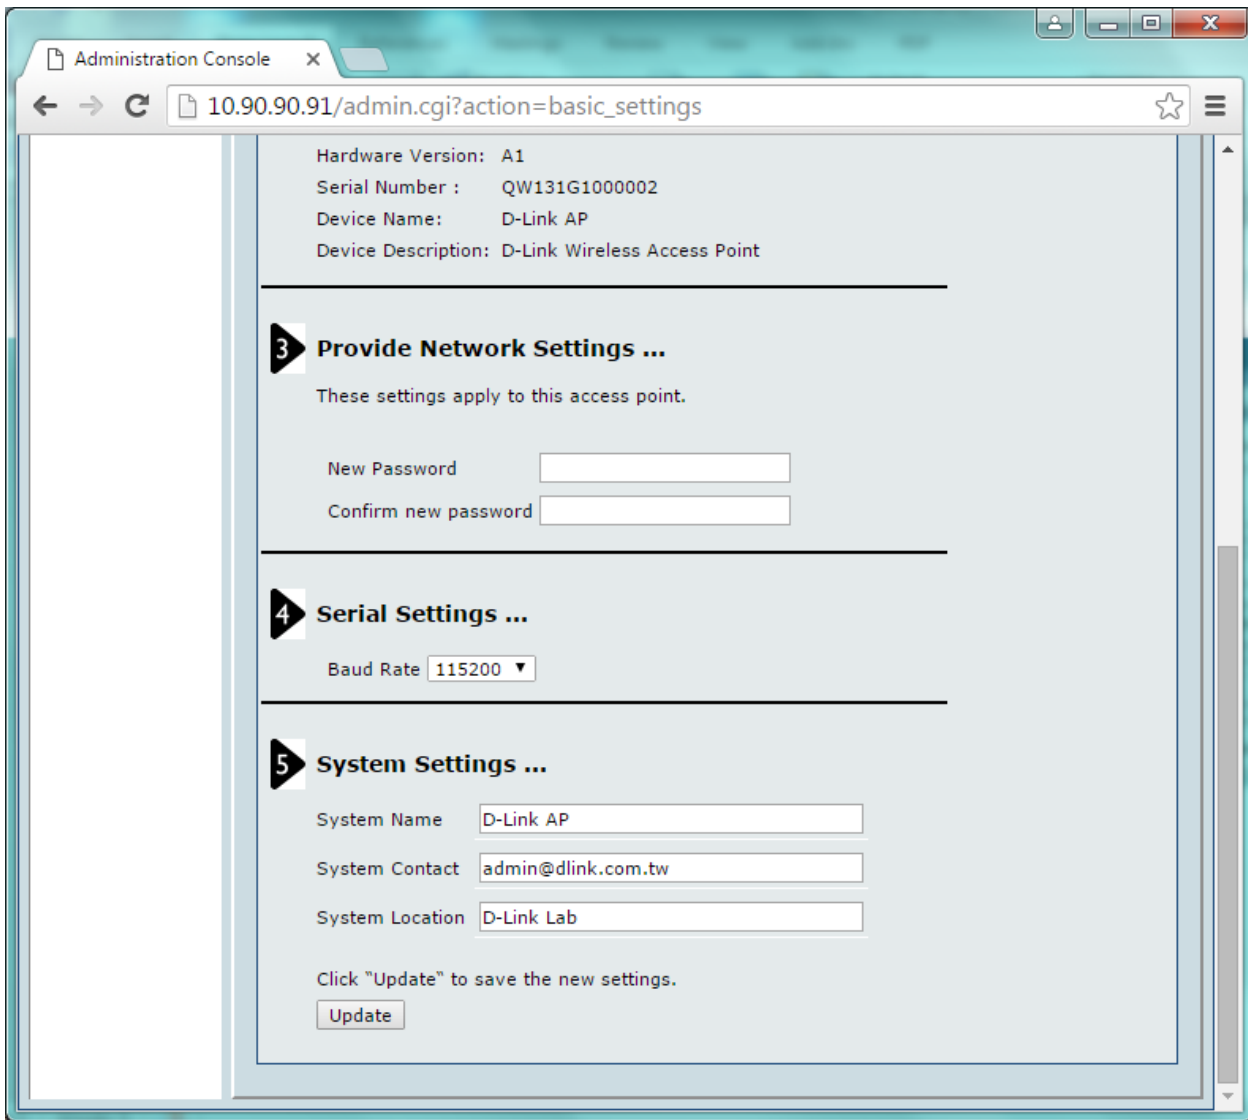 Administration Console
10.90.90.91/admin.cgi?action=basic_settings
Hardware Version: A1
Serial Number : QW131G1000002
Device Name: D-Link AP
Device Description: D-Link Wireless Access Point
3 Provide Network Settings ...
These settings apply to this access point.
New Password
Confirm new password
4 Serial Settings ...
Baud Rate 115200
5 System Settings ...
System Name D-Link AP
System Contact admin@dlink.com.tw
System Location D-Link Lab
Click "Update" to save the new settings.
Update